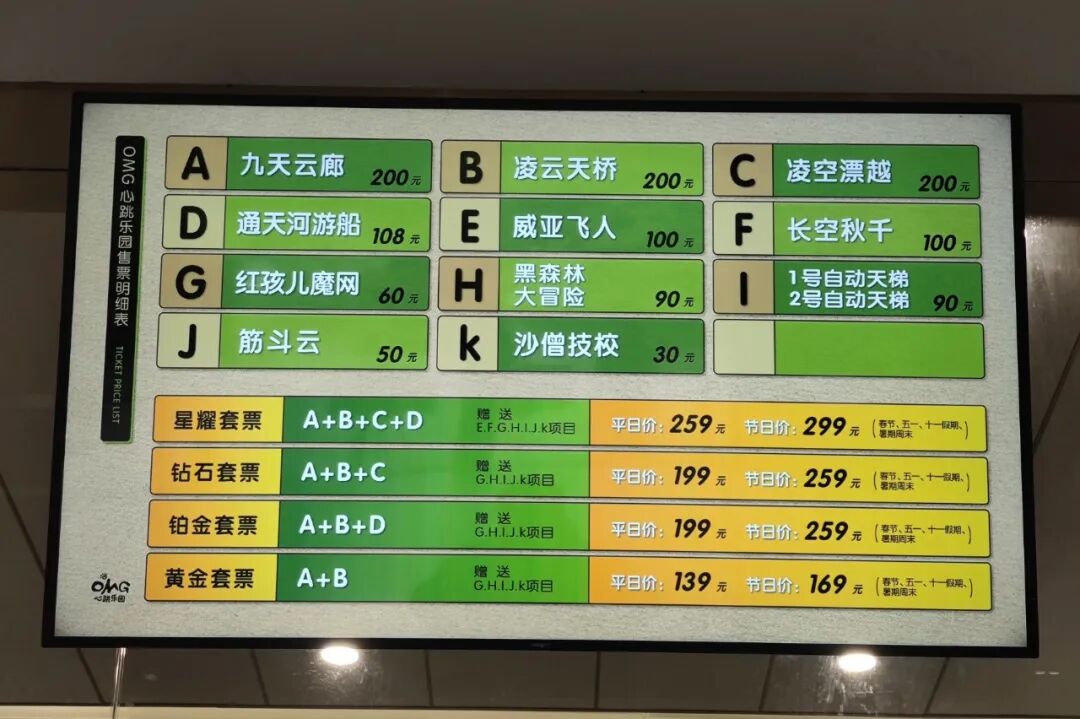 OMG心跳乐园售票明细表 TICKET PRICE LIST
A 九天云廊 200元
B 凌云天桥 200元
C 凌空漂越 200元
D 通天河游船 108元
E 威亚飞人 100元
F 长空秋千 100元
G 红孩儿魔网 60元
H 黑森林
大冒险 90元
I 1号自动天梯
2号自动天梯 90元
J 筋斗云 50元
k 沙僧技校 30元
星耀套票 A+B+C+D 赠送
E.F.G.H.I.J.k项目 平日价:259元 节日价:299元 (春节、五一、十一假期、
暑期周末)
钻石套票 A+B+C 赠送
G.H.I.J.k项目 平日价:199元 节日价:259元 (春节、五一、十一假期、
暑期周末)
铂金套票 A+B+D 赠送
G.H.I.J.k项目 平日价:199元 节日价:259元 (春节、五一、十一假期、
暑期周末)
黄金套票 A+B 赠送
G.H.I.J.k项目 平日价:139元 节日价:169元 (春节、五一、十一假期、
暑期周末)
OMG
心跳乐园